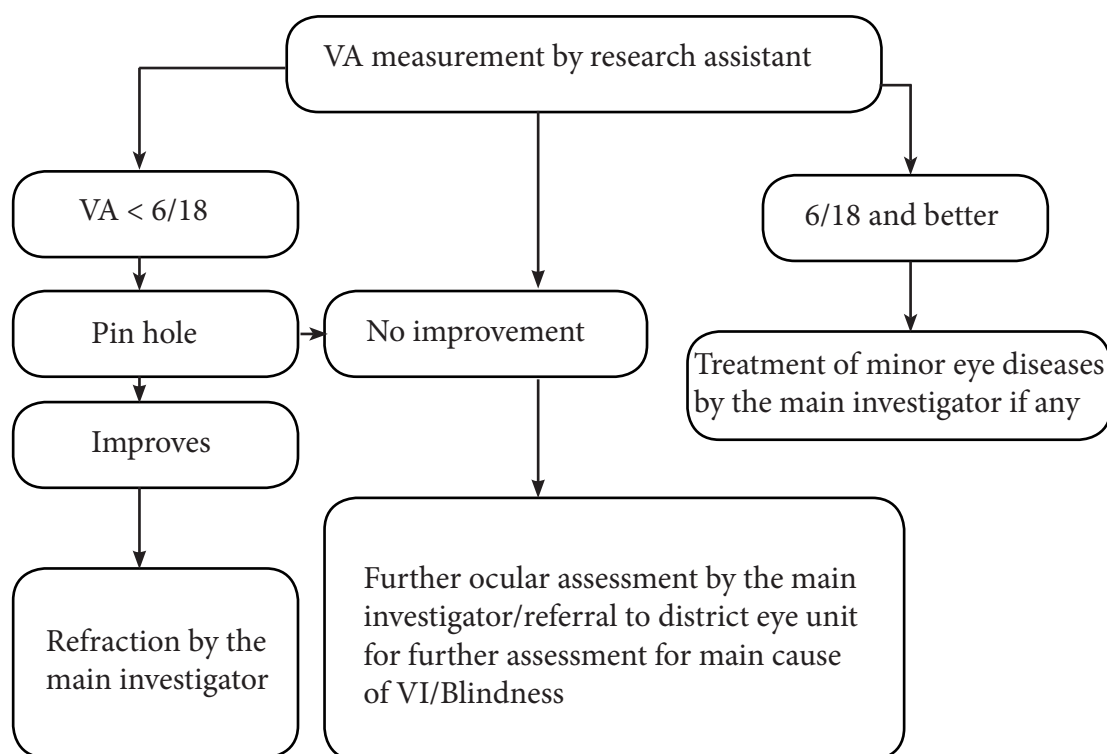 VA measurement by research assistant
VA < 6/18
6/18 and better
Pin hole
No improvement
Treatment of minor eye diseases
by the main investigator if any
Improves
Further ocular assessment by the main
investigator/referral to district eye unit
for further assessment for main cause
of VI/Blindness
Refraction by the
main investigator